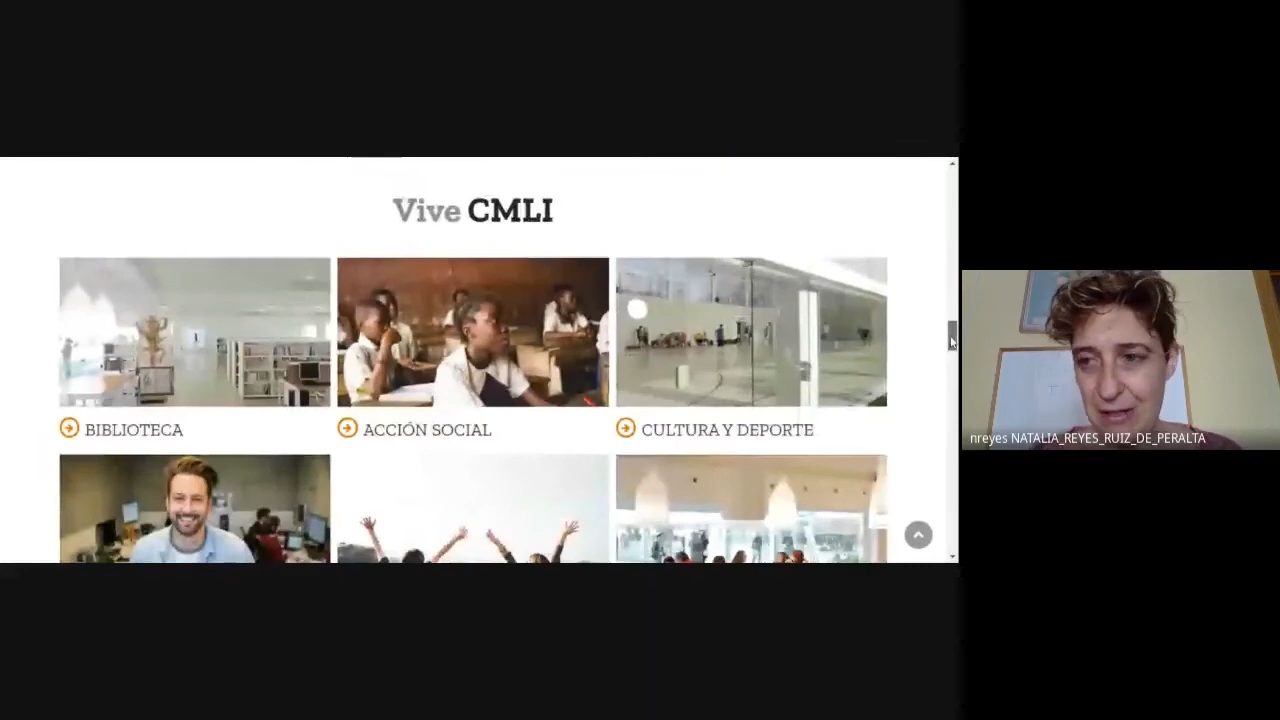 Vive CMLI
BIBLIOTECA
ACCIÓN SOCIAL
CULTURA Y DEPORTE
nreyes NATALIA_REYES_RUIZ_DE_PERALTA